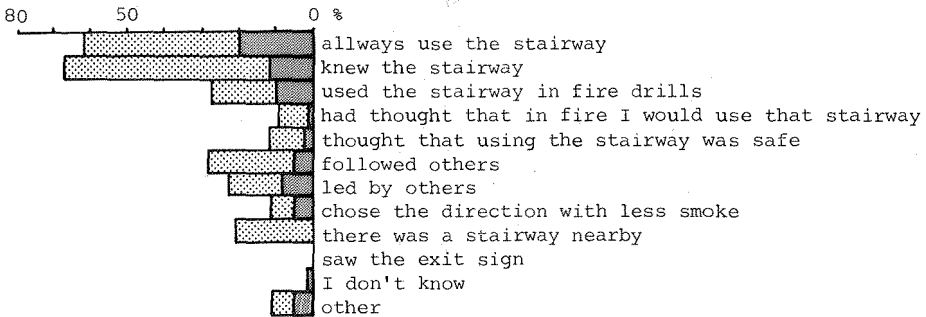 80 50 0 %
allways use the stairway
knew the stairway
used the stairway in fire drills
had thought that in fire I would use that stairway
thought that using the stairway was safe
followed others
led by others
chose the direction with less smoke
there was a stairway nearby
saw the exit sign
I don't know
other